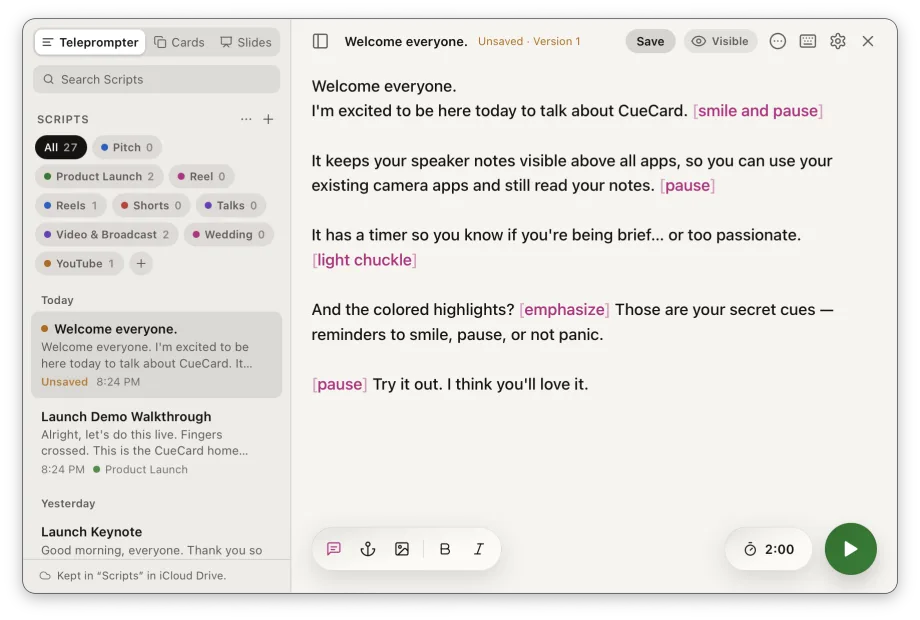 Teleprompter
Cards
Slides
Search Scripts
SCRIPTS
All 27
Pitch 0
Product Launch 2
Reel 0
Reels 1
Shorts 0
Talks 0
Video & Broadcast 2
Wedding 0
YouTube 1
Today
Welcome everyone.
Welcome everyone. I'm excited to be
here today to talk about CueCard. It...
Unsaved 8:24 PM
Launch Demo Walkthrough
Alright, let's do this live. Fingers
crossed. This is the CueCard home...
8:24 PM Product Launch
Yesterday
Launch Keynote
Good morning, everyone. Thank you so
Kept in “Scripts” in iCloud Drive.
Welcome everyone. Unsaved · Version 1
Save
Visible
Welcome everyone.
I'm excited to be here today to talk about CueCard. [smile and pause]
It keeps your speaker notes visible above all apps, so you can use your
existing camera apps and still read your notes. [pause]
It has a timer so you know if you're being brief... or too passionate.
[light chuckle]
And the colored highlights? [emphasize] Those are your secret cues —
reminders to smile, pause, or not panic.
[pause] Try it out. I think you'll love it.
B
I
2:00